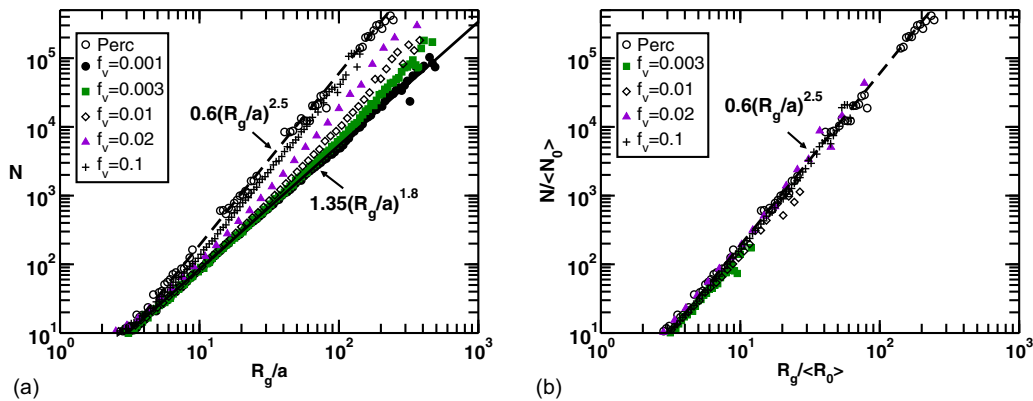 10^5
10^4
10^3
10^2
10^1
N
Perc
f_v=0.001
f_v=0.003
f_v=0.01
f_v=0.02
f_v=0.1
0.6(R_g/a)^2.5
1.35(R_g/a)^1.8
10^0 10^1 10^2 10^3
R_g/a
(a)
10^5
10^4
10^3
10^2
10^1
N/<N_0>
Perc
f_v=0.003
f_v=0.01
f_v=0.02
f_v=0.1
0.6(R_g/a)^2.5
10^0 10^1 10^2 10^3
R_g/<R_0>
(b)